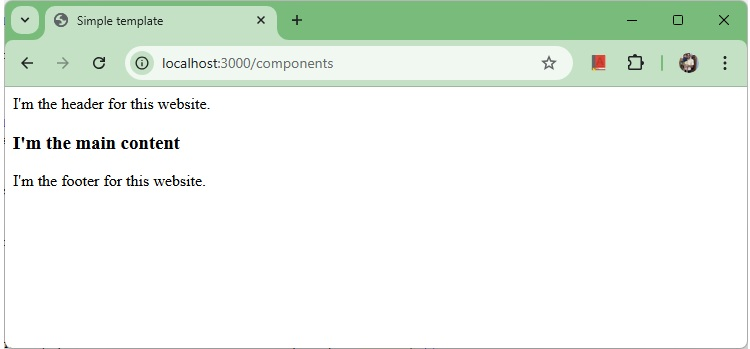 Simple template
localhost:3000/components
I'm the header for this website.
I'm the main content
I'm the footer for this website.